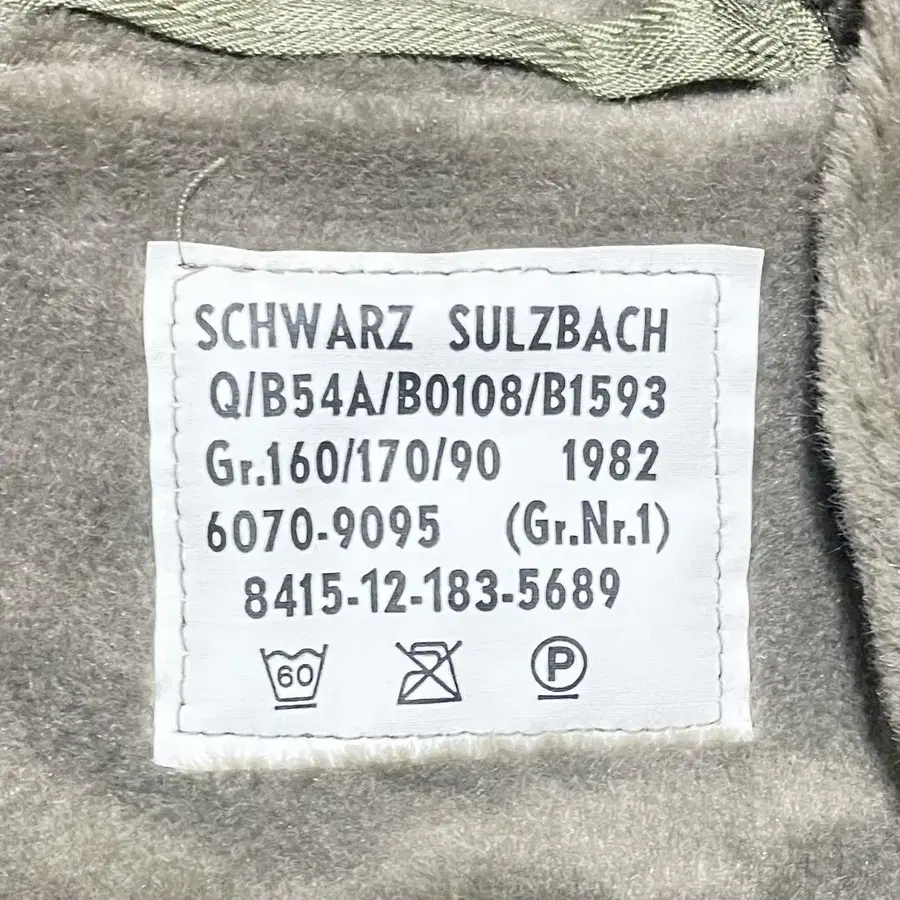 SCHWARZ SULZBACH
Q/B54A/B0108/B1593
Gr.160/170/90 1982
6070-9095 (Gr.Nr.1)
8415-12-183-5689
60 P